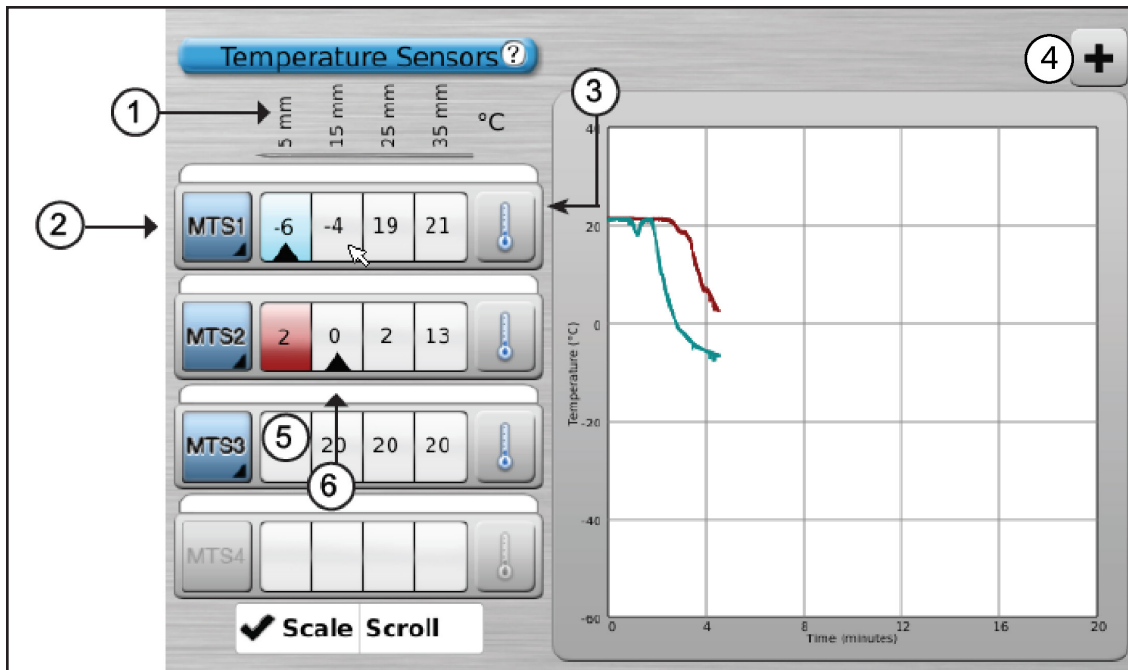 Temperature Sensors ?
4 +
1
5 mm 15 mm 25 mm 35 mm °C
3
2
MTS1 -6 -4 19 21
MTS2 2 0 2 13
MTS3 5 20 20 20
6
MTS4
✔ Scale Scroll
Temperature (°C)
40
20
0
-20
-40
-60
0 4 8 12 16 20
Time (minutes)